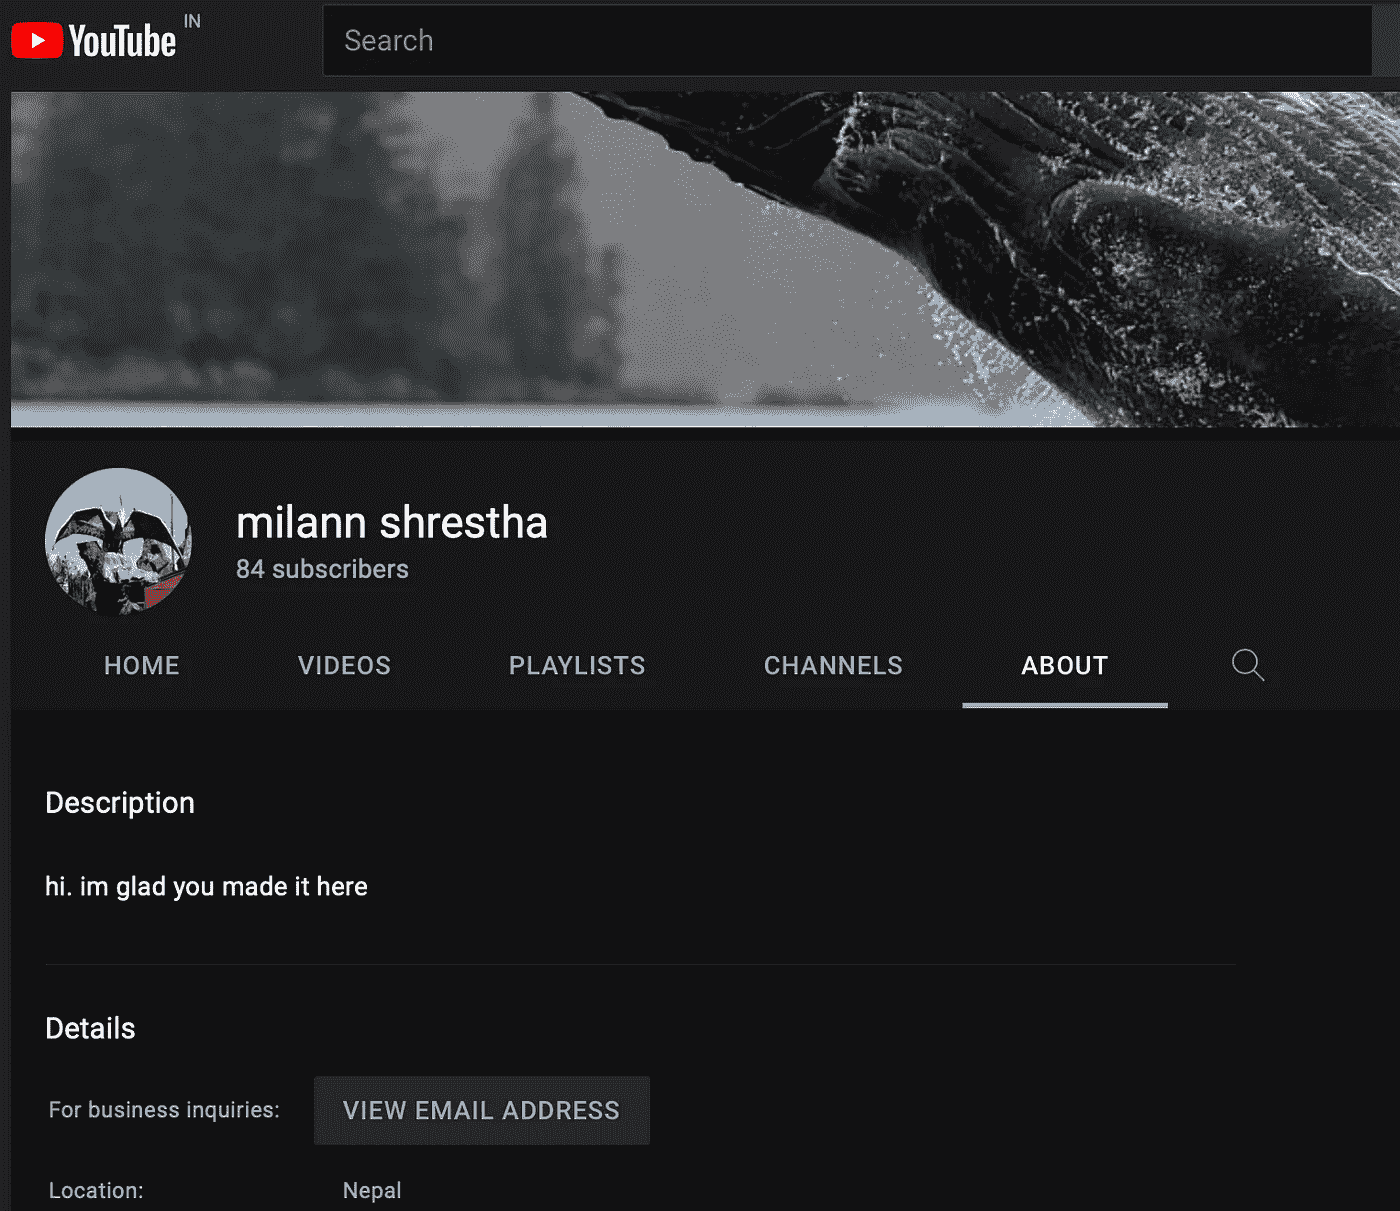 YouTube IN
Search
milann shrestha
84 subscribers
HOME VIDEOS PLAYLISTS CHANNELS ABOUT
Description
hi. im glad you made it here
Details
For business inquiries: VIEW EMAIL ADDRESS
Location: Nepal